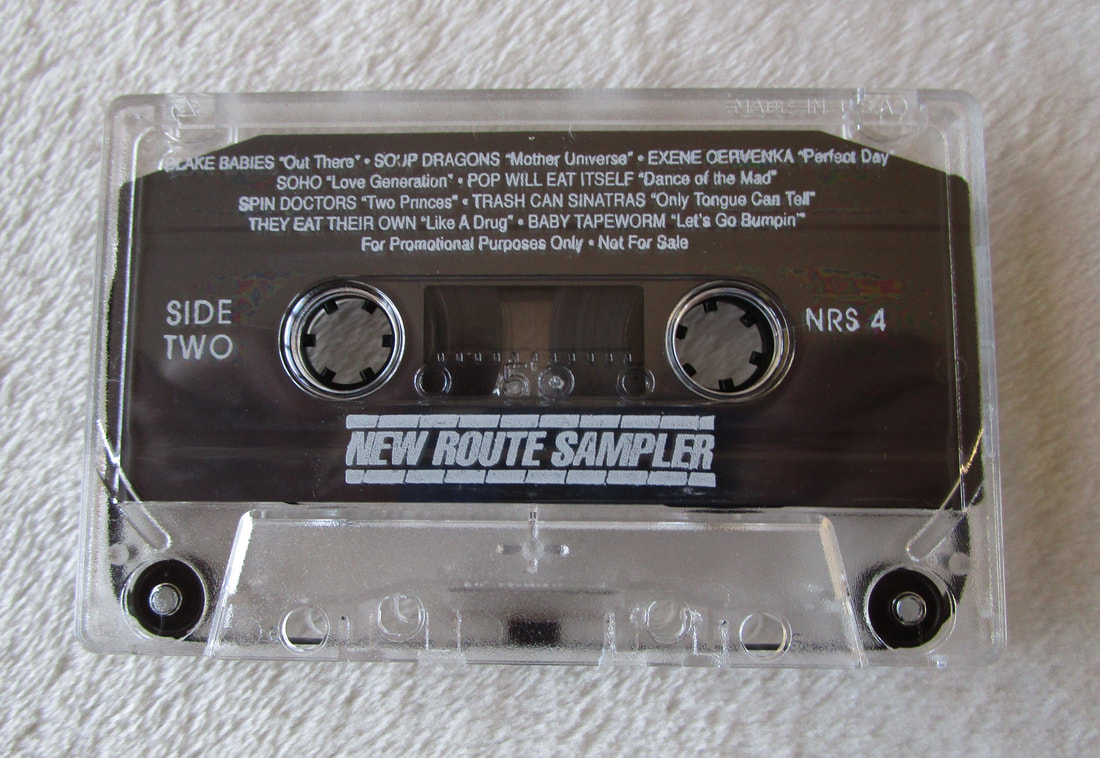 MADE IN U.S.A.
BLAKE BABIES "Out There" • SOUP DRAGONS "Mother Universe" • EXENE CERVENKA "Perfect Day"
SOHO "Love Generation" • POP WILL EAT ITSELF "Dance of the Mad"
SPIN DOCTORS "Two Princes" • TRASH CAN SINATRAS "Only Tongue Can Tell"
THEY EAT THEIR OWN "Like A Drug" • BABY TAPEWORM "Let's Go Bumpin'"
For Promotional Purposes Only • Not For Sale
SIDE
TWO
NRS 4
50
NEW ROUTE SAMPLER